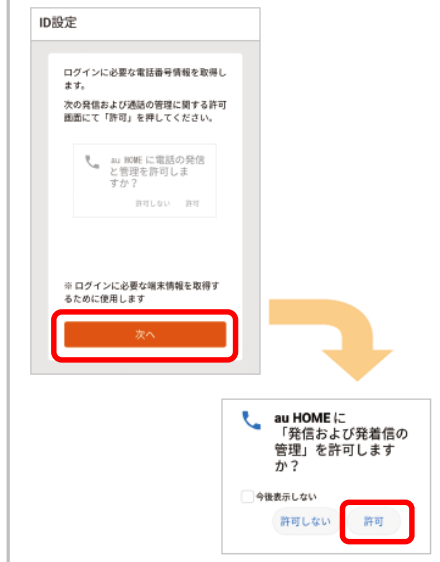 ID設定
ログインに必要な電話番号情報を取得し
ます。
次の発信および通話の管理に関する許可
画面にて「許可」を押してください。
au HOME に電話の発信
と管理を許可しま
すか？
許可しない 許可
※ ログインに必要な端末情報を取得す
るために使用します
次へ
au HOME に
「発信および発着信の
管理」を許可します
か？
今後表示しない
許可しない 許可